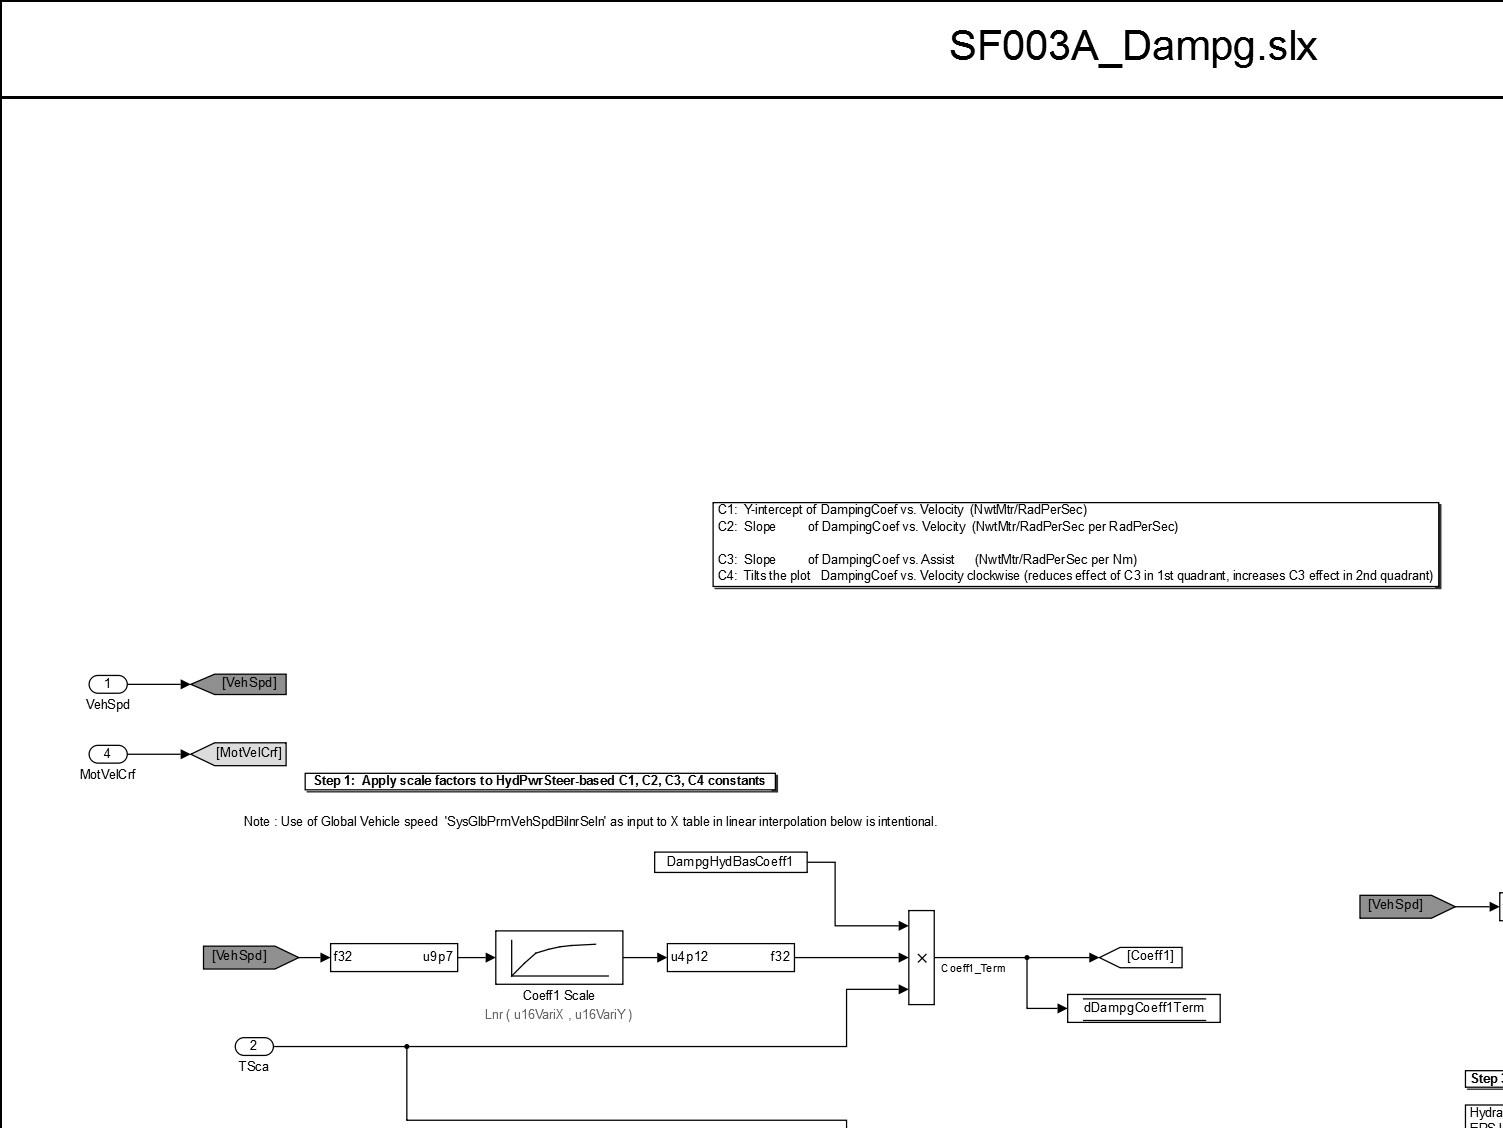 SF003A_Dampg.slx
C1: Y-intercept of DampingCoef vs. Velocity (NwtMtr/RadPerSec)
C2: Slope of DampingCoef vs. Velocity (NwtMtr/RadPerSec per RadPerSec)
C3: Slope of DampingCoef vs. Assist (NwtMtr/RadPerSec per Nm)
C4: Tilts the plot DampingCoef vs. Velocity clockwise (reduces effect of C3 in 1st quadrant, increases C3 effect in 2nd quadrant)
1
[VehSpd]
VehSpd
4
[MotVelCrf]
MotVelCrf
Step 1: Apply scale factors to HydPwrSteer-based C1, C2, C3, C4 constants
Note : Use of Global Vehicle speed 'SysGlbPrmVehSpdBilnrSeln' as input to X table in linear interpolation below is intentional.
DampgHydBasCoeff1
[VehSpd]
[VehSpd]
f32 u9p7
u4p12 f32
×
Coeff1_Term
[Coeff1]
Coeff1 Scale
Lnr ( u16VariX , u16VariY )
dDampgCoeff1Term
2
TSca
Step
Hydra